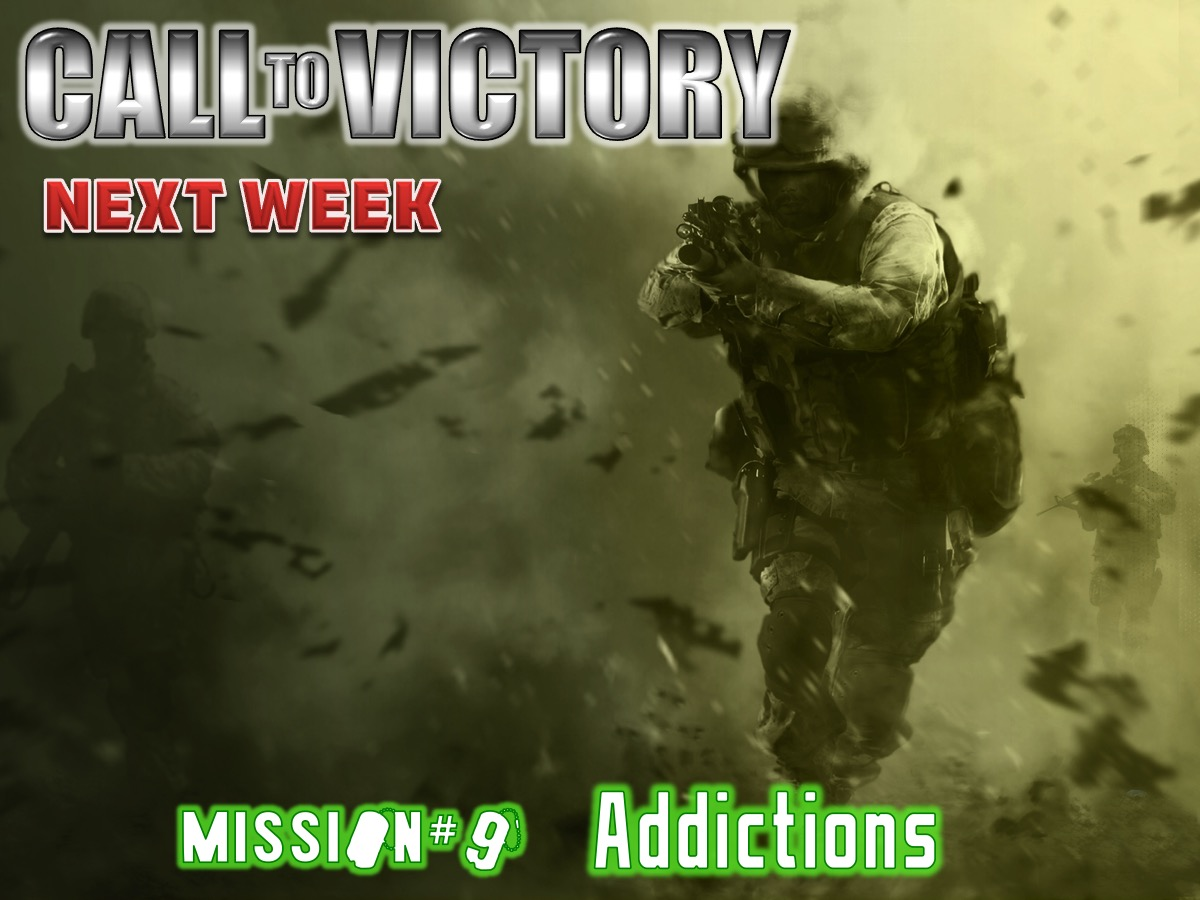 CALL TO VICTORY
NEXT WEEK
MISSION # 9 Addictions